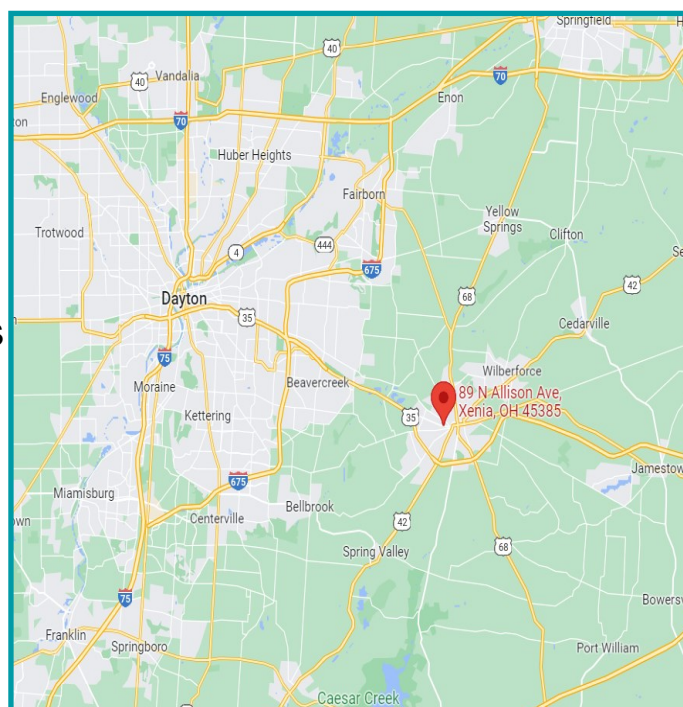 Springfield
40
Vandalia
40
70
Englewood
Enon
70
Huber Heights
Fairborn
Yellow
Springs
Trotwood
Clifton
444
4
675
42
Dayton
68
35
Cedarville
75
Wilberforce
Moraine
Beavercreek
89 N Allison Ave,
Xenia, OH 45385
35
Kettering
Jamestown
675
Miamisburg
Bellbrook
Centerville
42
Spring Valley
68
75
Franklin
Springboro
Port William
Caesar Creek